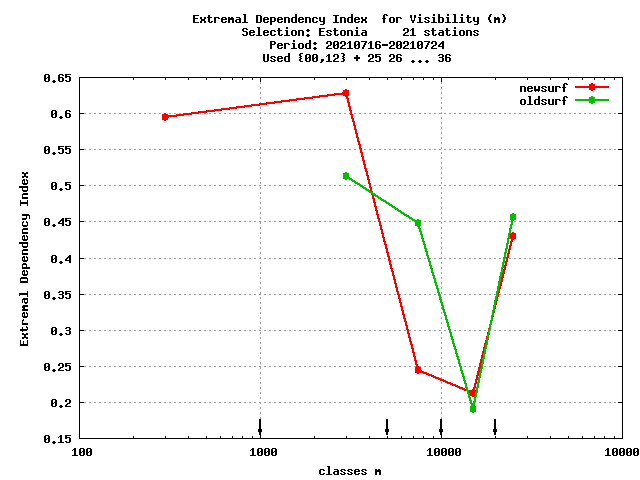 Extremal Dependency Index  for Visibility (m)
Selection: Estonia     21 stations
Period: 20210716-20210724
Used {00,12} + 25 26 ... 36
newsurf
oldsurf
Extremal Dependency Index
0.65
0.6
0.55
0.5
0.45
0.4
0.35
0.3
0.25
0.2
0.15
100 1000 10000 10000
classes m